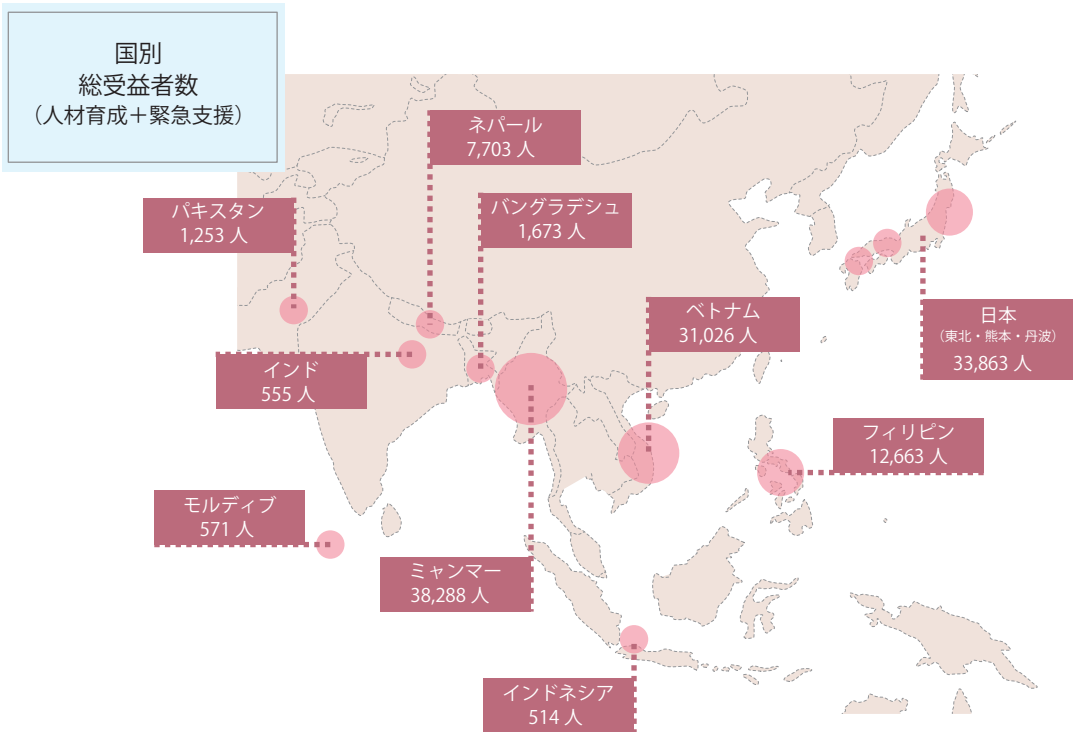 国別
総受益者数
（人材育成＋緊急支援）
ネパール
7,703 人
パキスタン
1,253 人
バングラデシュ
1,673 人
ベトナム
31,026 人
日本
（東北・熊本・丹波）
33,863 人
インド
555 人
フィリピン
12,663 人
モルディブ
571 人
ミャンマー
38,288 人
インドネシア
514 人